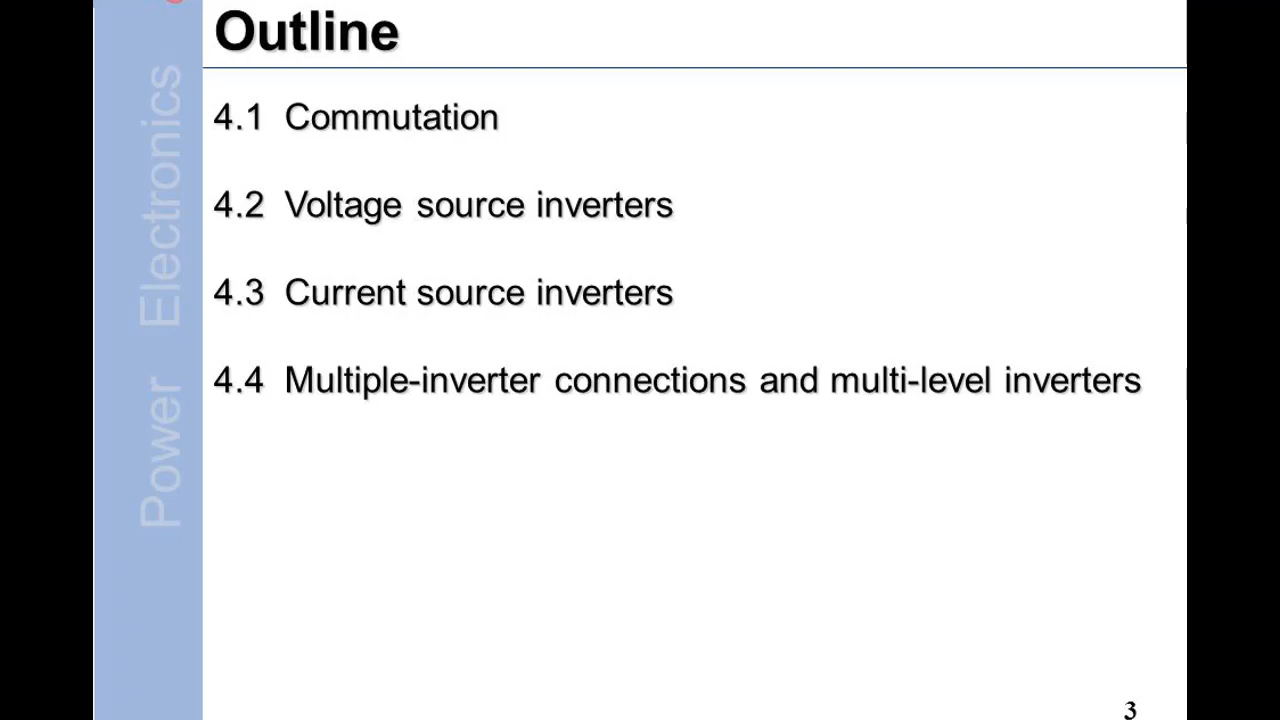 Outline
4.1 Commutation
4.2 Voltage source inverters
4.3 Current source inverters
4.4 Multiple-inverter connections and multi-level inverters
Power Electronics
3